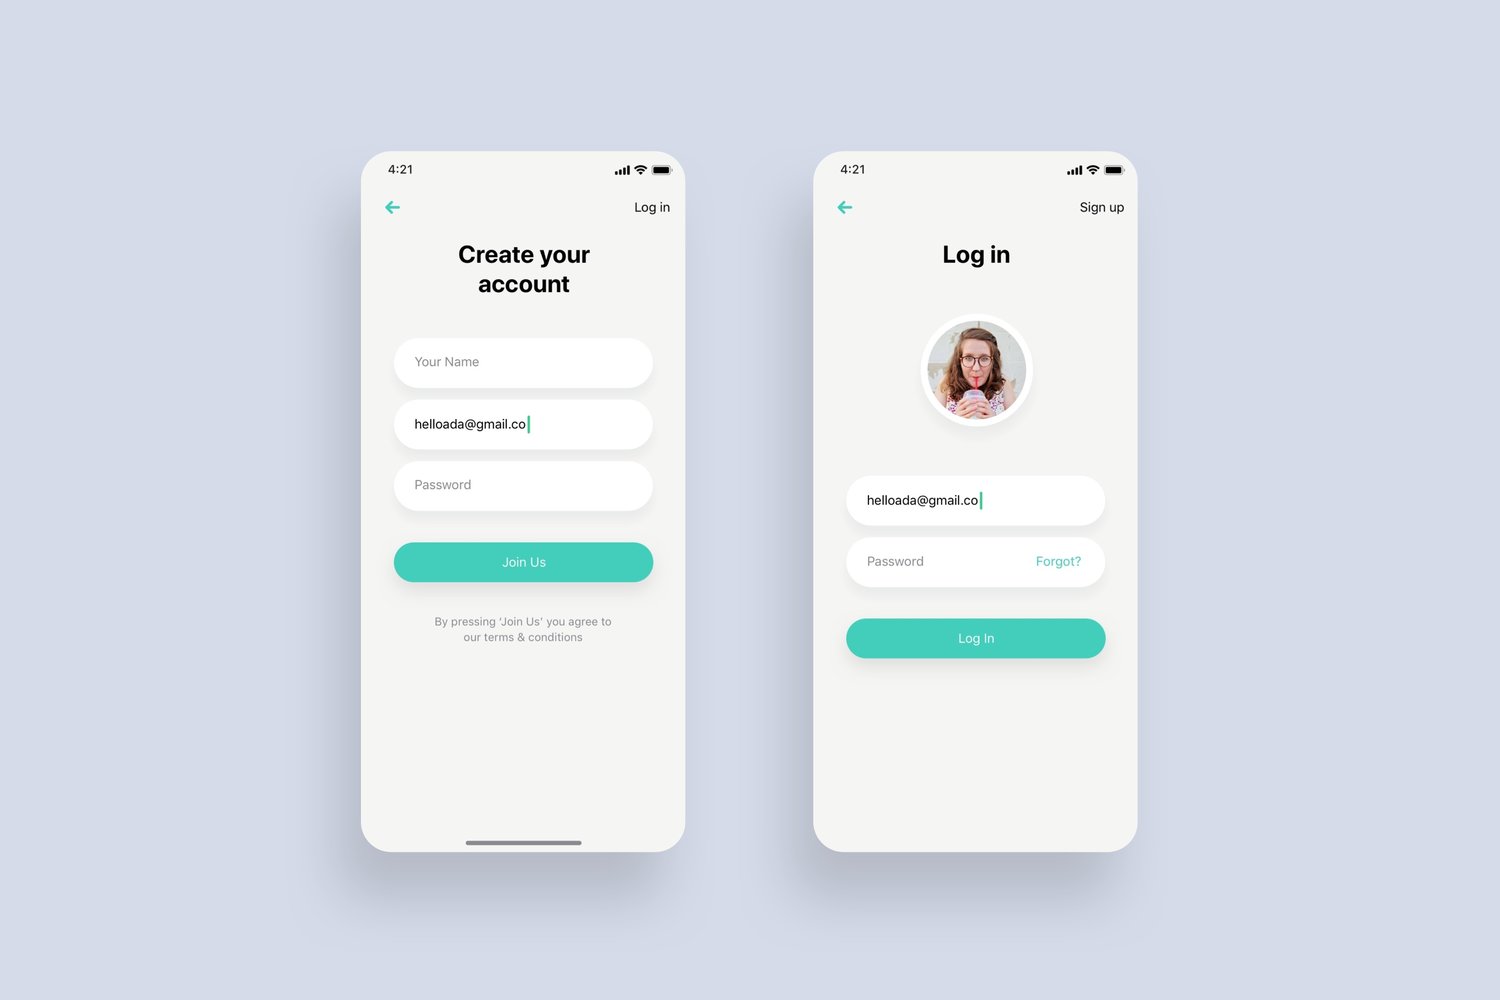 4:21
Log in
Create your
account
Your Name
helloada@gmail.co
Password
Join Us
By pressing ‘Join Us’ you agree to
our terms & conditions
4:21
Sign up
Log in
helloada@gmail.co
Password Forgot?
Log In